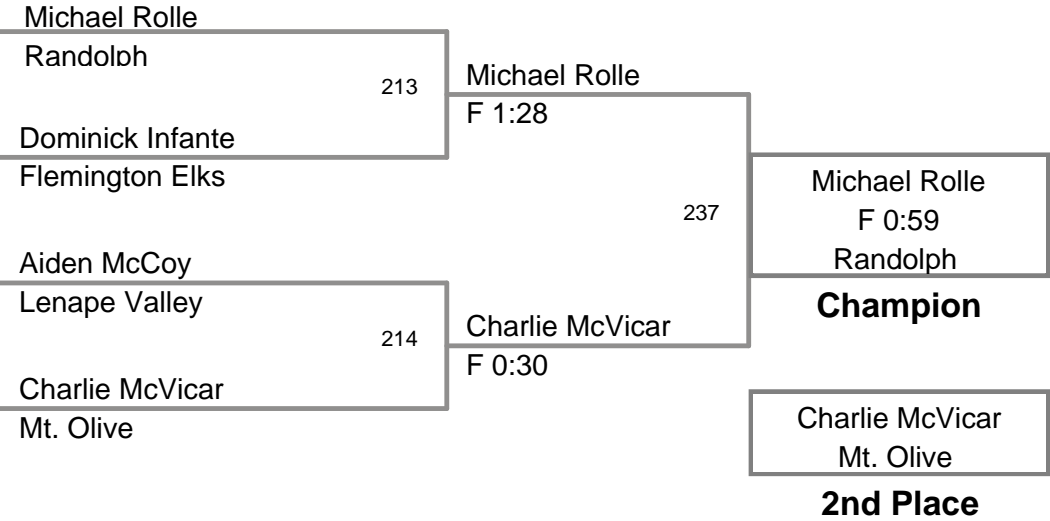 Michael Rolle
Randolph
213
Michael Rolle
F 1:28
Dominick Infante
Flemington Elks
237
Michael Rolle
F 0:59
Randolph
Champion
Aiden McCoy
Lenape Valley
214
Charlie McVicar
F 0:30
Charlie McVicar
Mt. Olive
Charlie McVicar
Mt. Olive
2nd Place